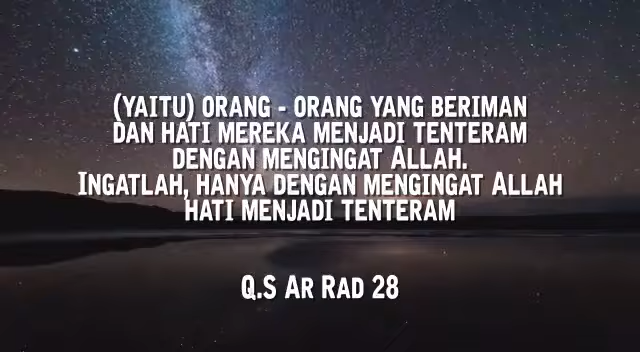 (YAITU) ORANG - ORANG YANG BERIMAN
DAN HATI MEREKA MENJADI TENTERAM
DENGAN MENGINGAT ALLAH.
INGATLAH, HANYA DENGAN MENGINGAT ALLAH
HATI MENJADI TENTERAM
Q.S AR RAD 28